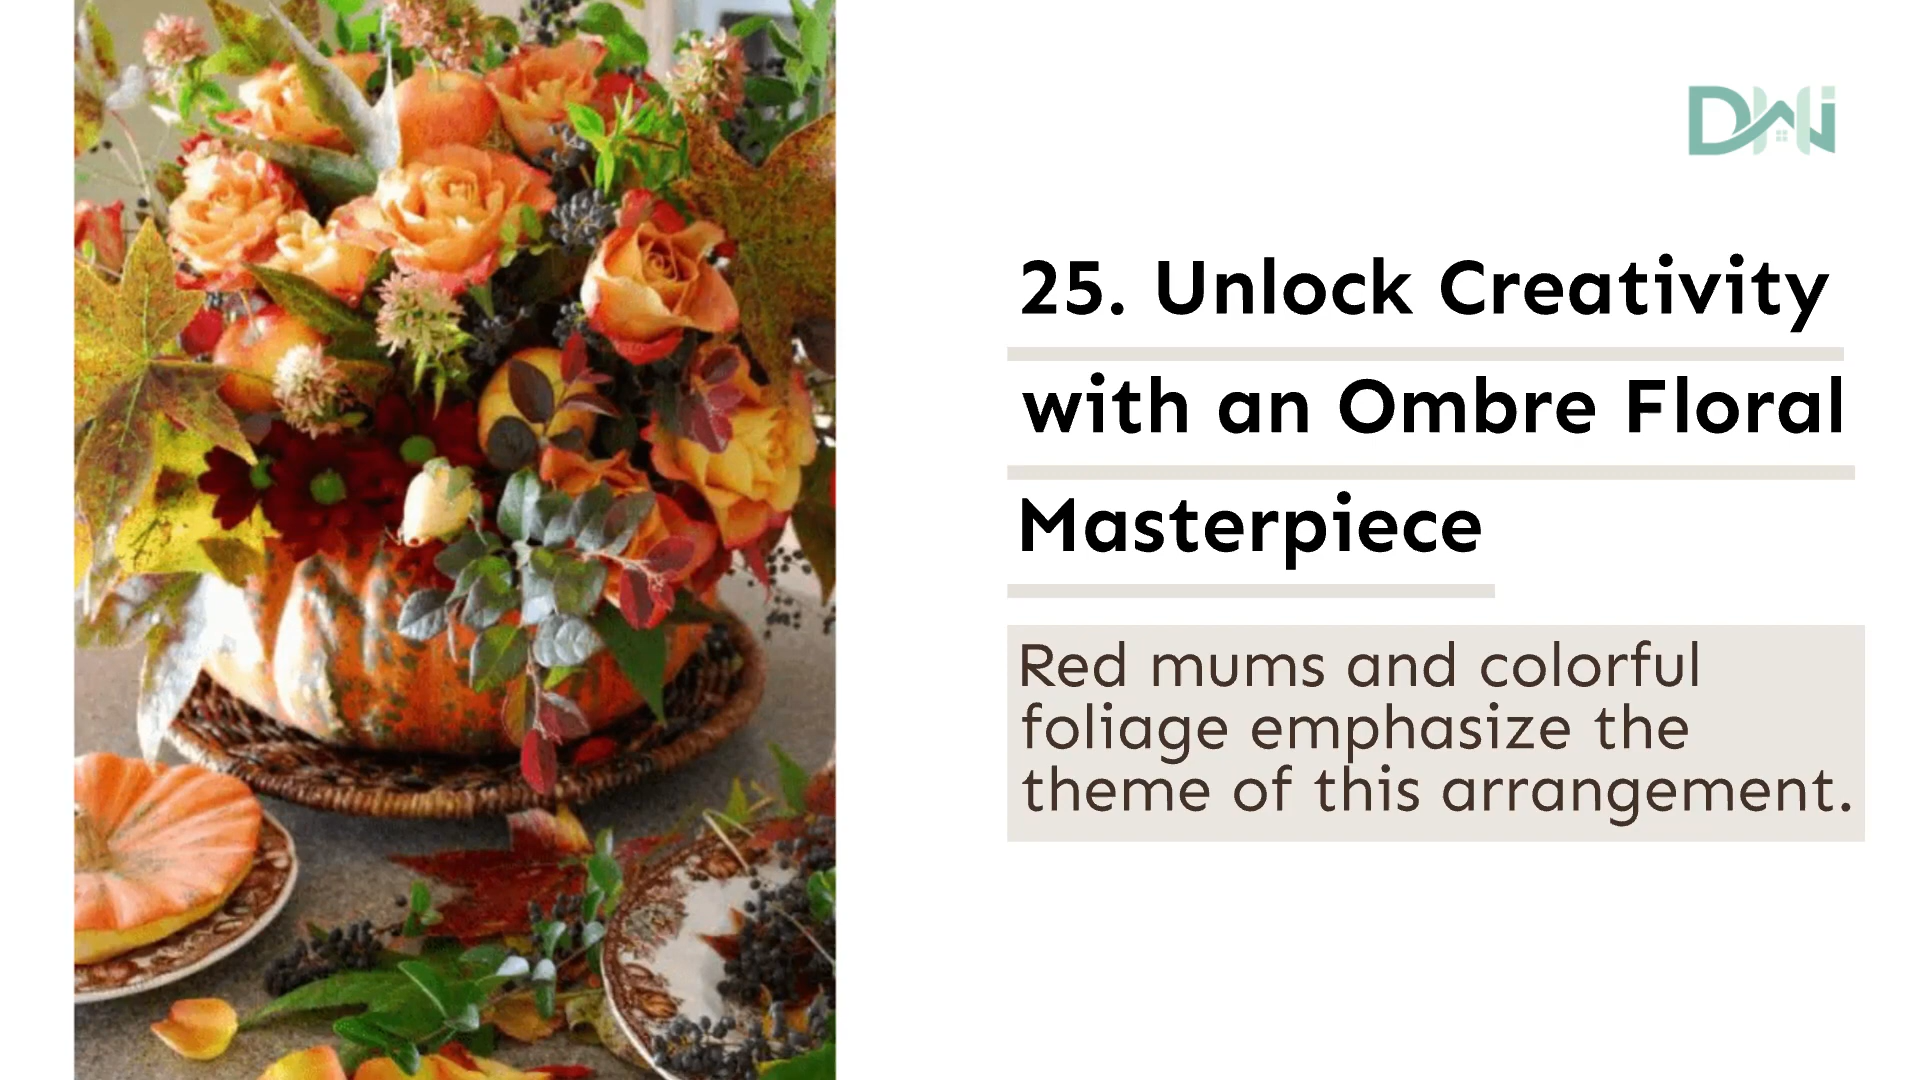 DWi
25. Unlock Creativity
with an Ombre Floral
Masterpiece
Red mums and colorful
foliage emphasize the
theme of this arrangement.